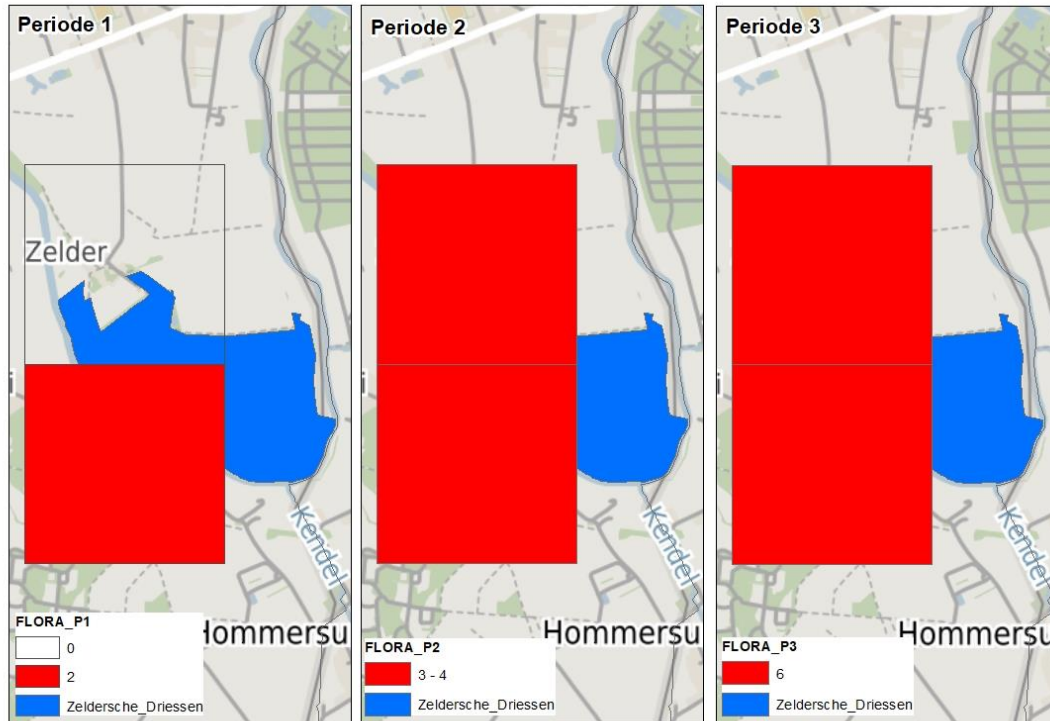 Periode 1
Zelder
i
Kendel
Hommersu
FLORA_P1
0
2
Zeldersche_Driessen
Periode 2
i
Kendel
Hommersu
FLORA_P2
3 - 4
Zeldersche_Driessen
Periode 3
i
Kendel
Hommersu
FLORA_P3
6
Zeldersche_Driessen